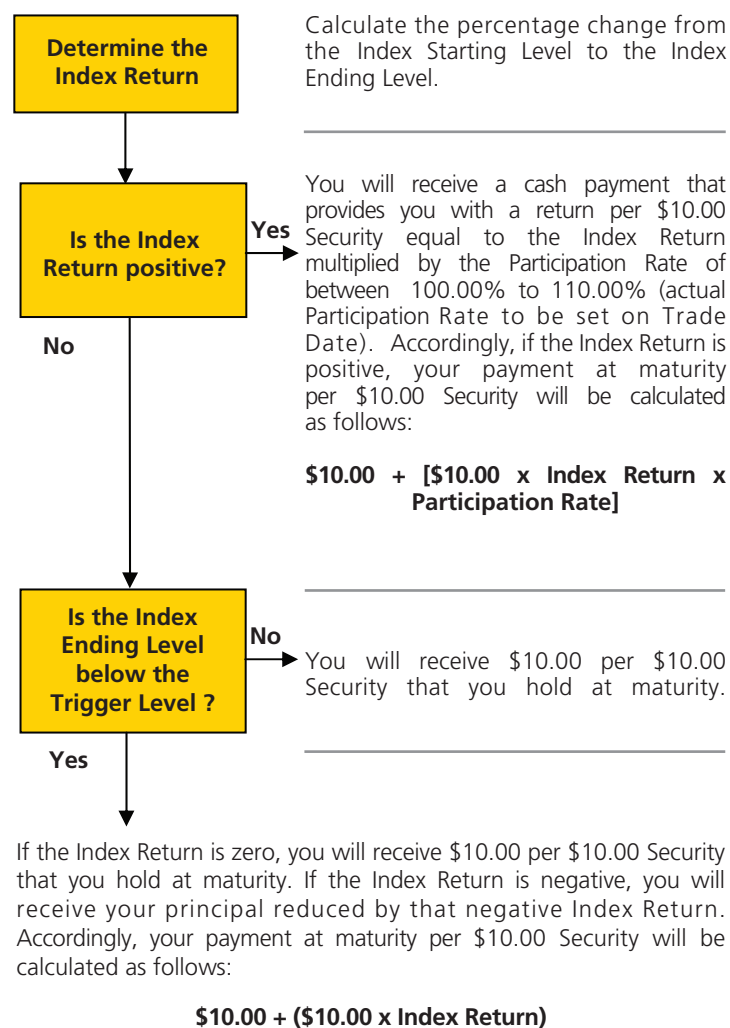 Determine the
Index Return
Calculate the percentage change from
the Index Starting Level to the Index
Ending Level.
Is the Index
Return positive?
Yes
No
You will receive a cash payment that
provides you with a return per $10.00
Security equal to the Index Return
multiplied by the Participation Rate of
between 100.00% to 110.00% (actual
Participation Rate to be set on Trade
Date). Accordingly, if the Index Return is
positive, your payment at maturity
per $10.00 Security will be calculated
as follows:
$10.00 + [$10.00 x Index Return x
Participation Rate]
Is the Index
Ending Level
below the
Trigger Level ?
No
Yes
You will receive $10.00 per $10.00
Security that you hold at maturity.
If the Index Return is zero, you will receive $10.00 per $10.00 Security
that you hold at maturity. If the Index Return is negative, you will
receive your principal reduced by that negative Index Return.
Accordingly, your payment at maturity per $10.00 Security will be
calculated as follows:
$10.00 + ($10.00 x Index Return)